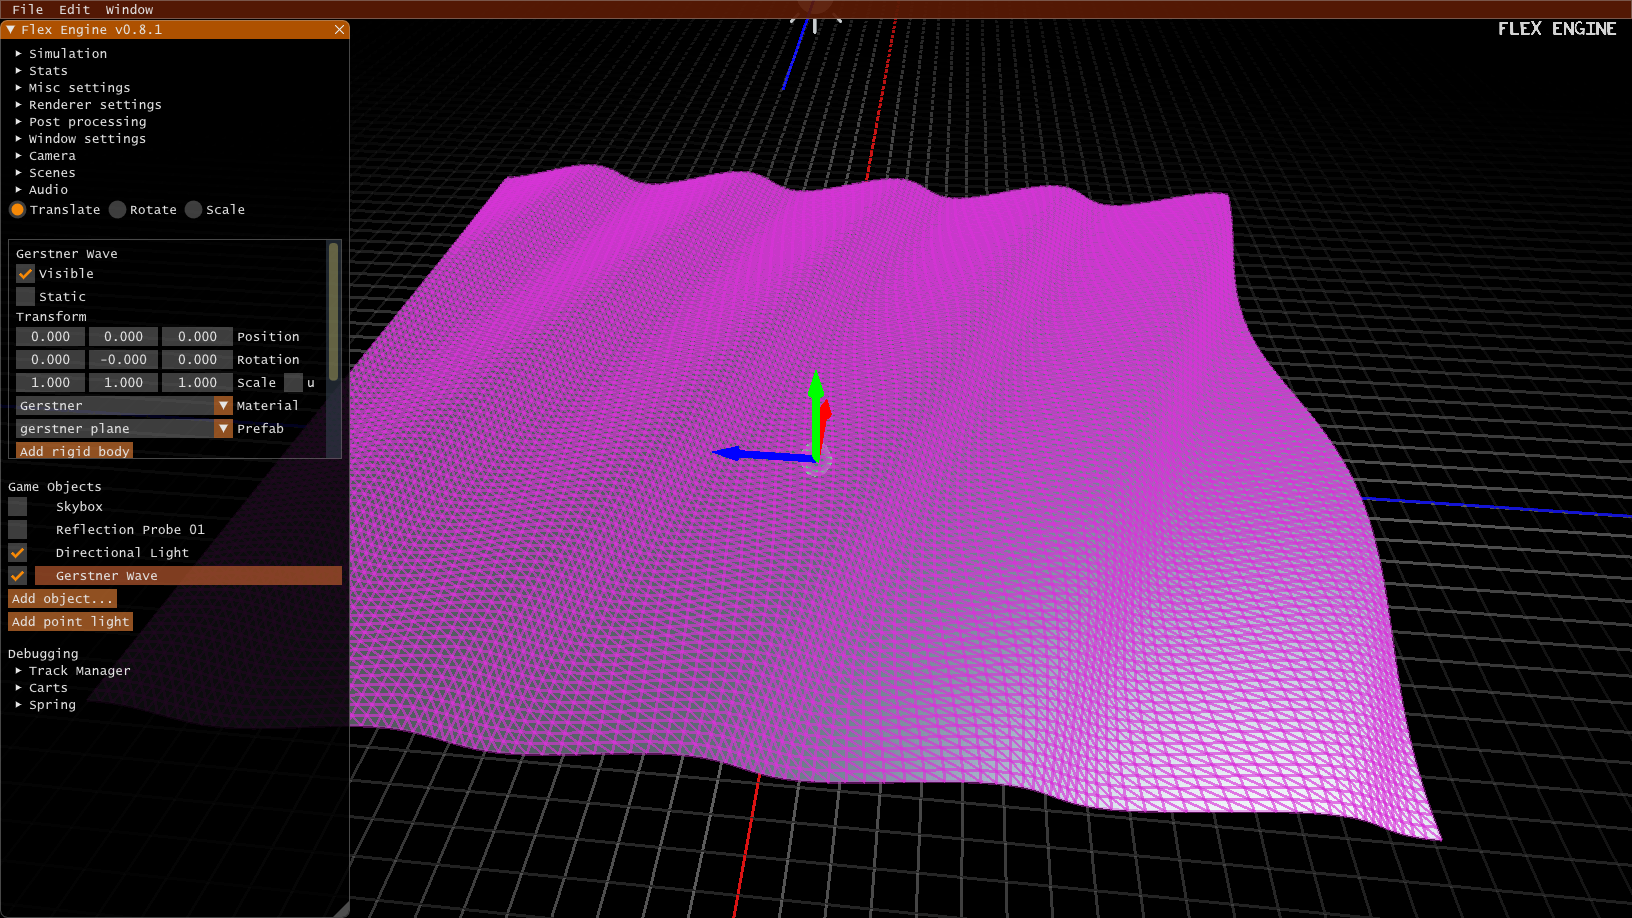 File Edit Window
Flex Engine v0.8.1
FLEX ENGINE
Simulation
Stats
Misc settings
Renderer settings
Post processing
Window settings
Camera
Scenes
Audio
Translate Rotate Scale
Gerstner Wave
Visible
Static
Transform
0.000 0.000 0.000 Position
0.000 -0.000 0.000 Rotation
1.000 1.000 1.000 Scale u
Gerstner Material
gerstner plane Prefab
Add rigid body
Game Objects
Skybox
Reflection Probe 01
Directional Light
Gerstner Wave
Add object...
Add point light
Debugging
Track Manager
Carts
Spring